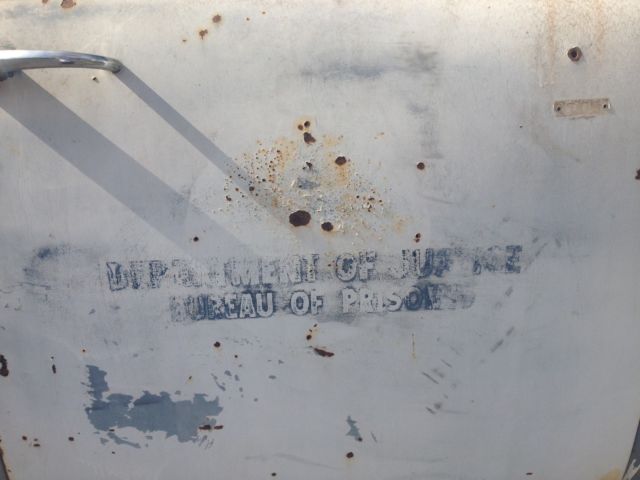 DEPARTMENT OF JUSTICE
BUREAU OF PRISONS